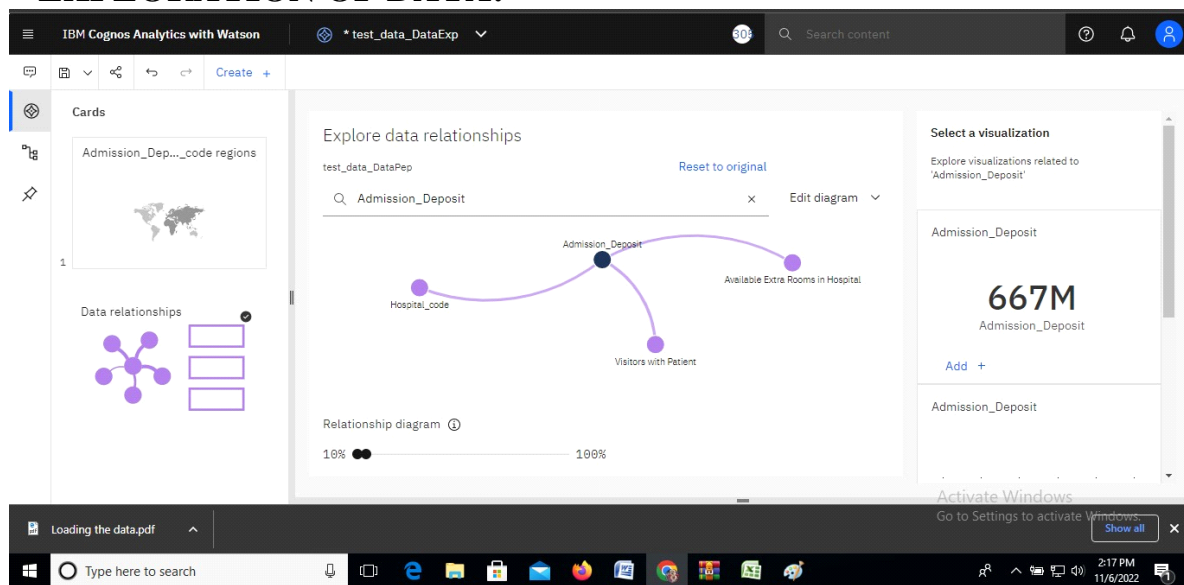 EXPLORATION OF DATA:
IBM Cognos Analytics with Watson
* test_data_DataExp
Search content
Create +
Cards
Admission_Dep..._code regions
1
Data relationships
Explore data relationships
test_data_DataPep
Reset to original
Admission_Deposit
Edit diagram
Admission_Deposit
Available Extra Rooms in Hospital
Hospital_code
Visitors with Patient
Relationship diagram
10%
100%
Select a visualization
Explore visualizations related to
'Admission_Deposit'
Admission_Deposit
667M
Admission_Deposit
Add +
Admission_Deposit
Activate Windows
Go to Settings to activate Windows.
Loading the data.pdf
Show all
Type here to search
2:17 PM
11/6/2022